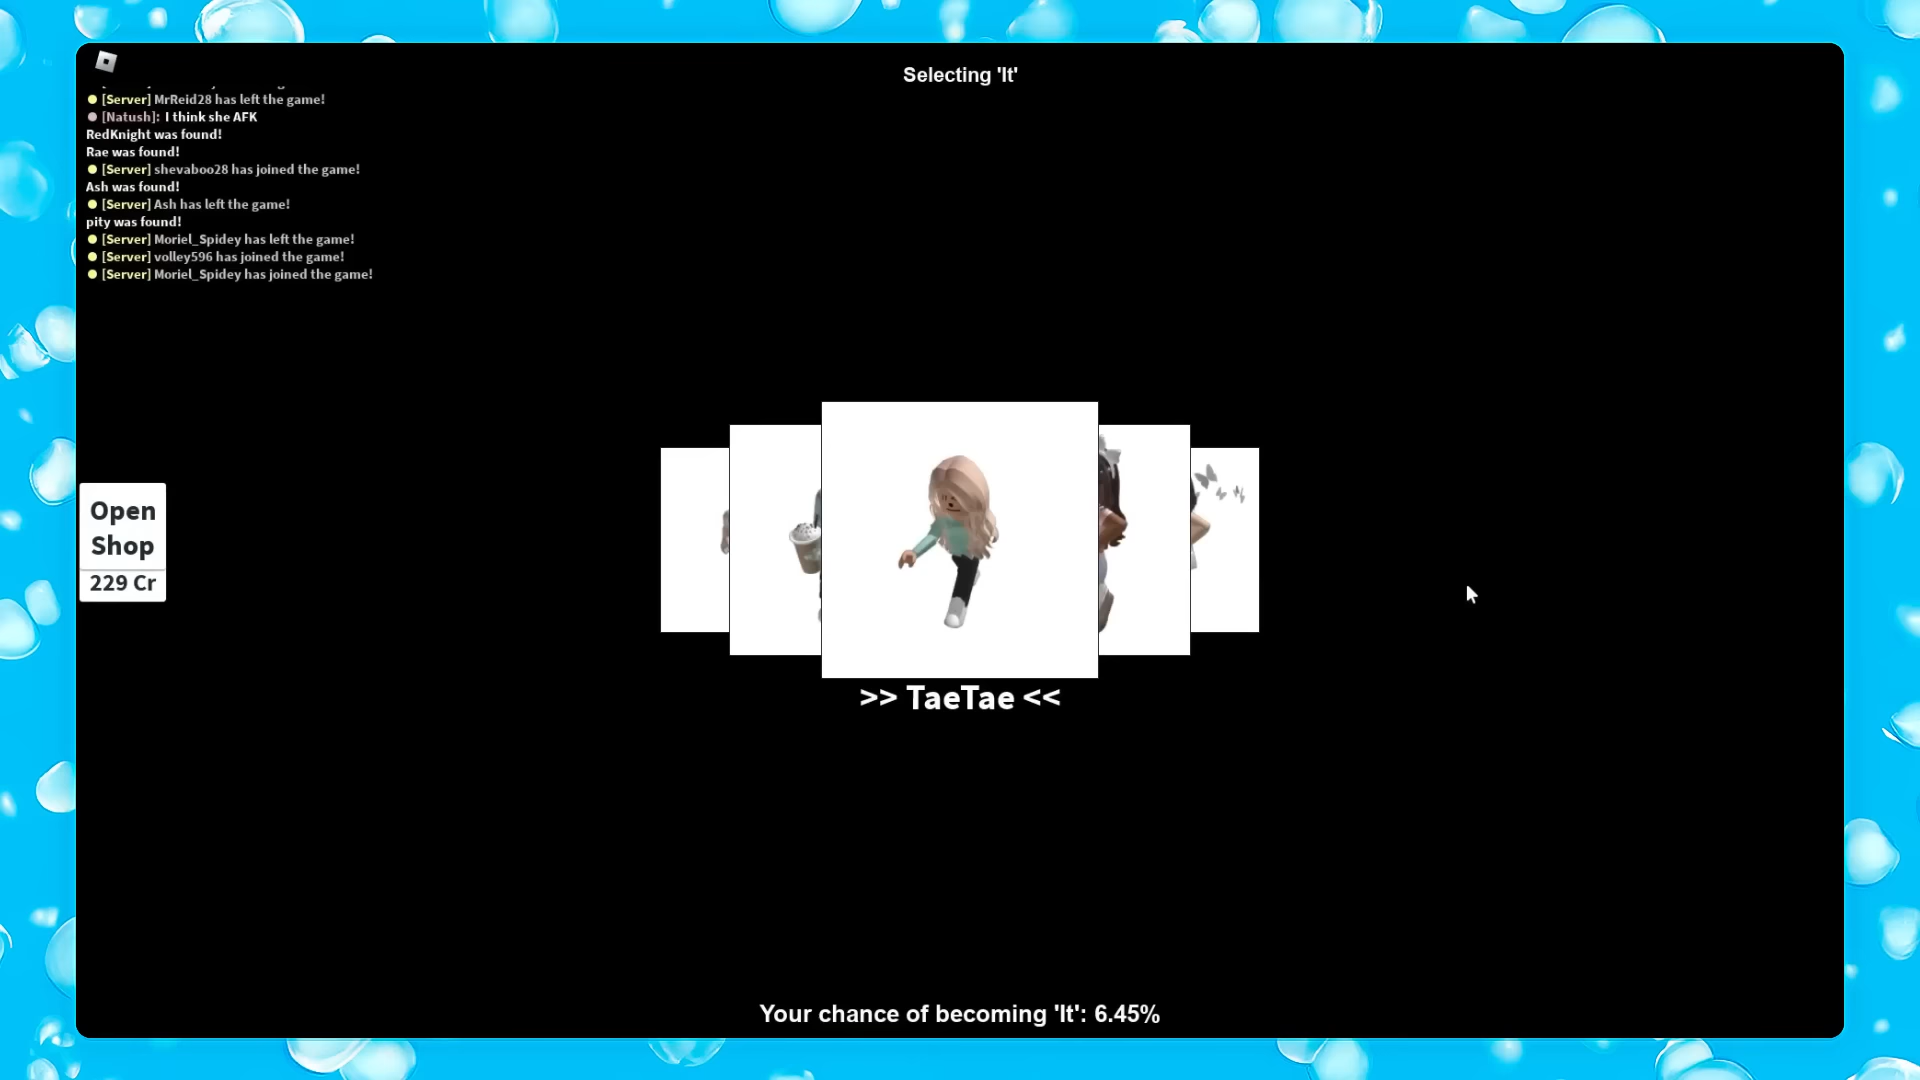 Selecting 'It'
[Server] MrReid28 has left the game!
[Natush]: I think she AFK
RedKnight was found!
Rae was found!
[Server] shevaboo28 has joined the game!
Ash was found!
[Server] Ash has left the game!
pity was found!
[Server] Moriel_Spidey has left the game!
[Server] volley596 has joined the game!
[Server] Moriel_Spidey has joined the game!
Open
Shop
229 Cr
>> TaeTae <<
Your chance of becoming 'It': 6.45%